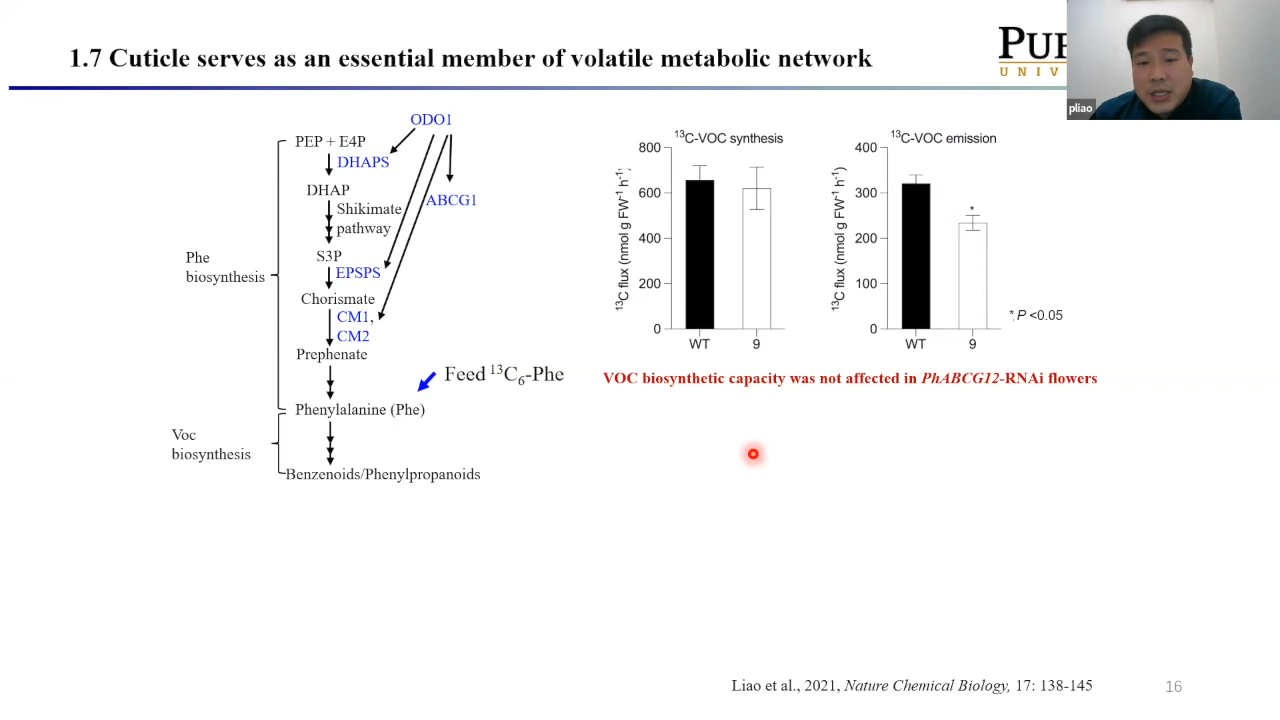 1.7 Cuticle serves as an essential member of volatile metabolic network
PUR
UNIV
pliao
ODO1
PEP + E4P
DHAPS
DHAP
ABCG1
Shikimate
pathway
S3P
Phe
biosynthesis
EPSPS
Chorismate
CM1,
CM2
Prephenate
Feed ¹³C₆-Phe
Phenylalanine (Phe)
Voc
biosynthesis
Benzenoids/Phenylpropanoids
¹³C-VOC synthesis
¹³C flux (nmol g FW⁻¹ h⁻¹)
800
600
400
200
0
WT 9
¹³C-VOC emission
¹³C flux (nmol g FW⁻¹ h⁻¹)
400
300
200
100
0
*
WT 9
*, P <0.05
VOC biosynthetic capacity was not affected in PhABCG12-RNAi flowers
Liao et al., 2021, Nature Chemical Biology, 17: 138-145
16